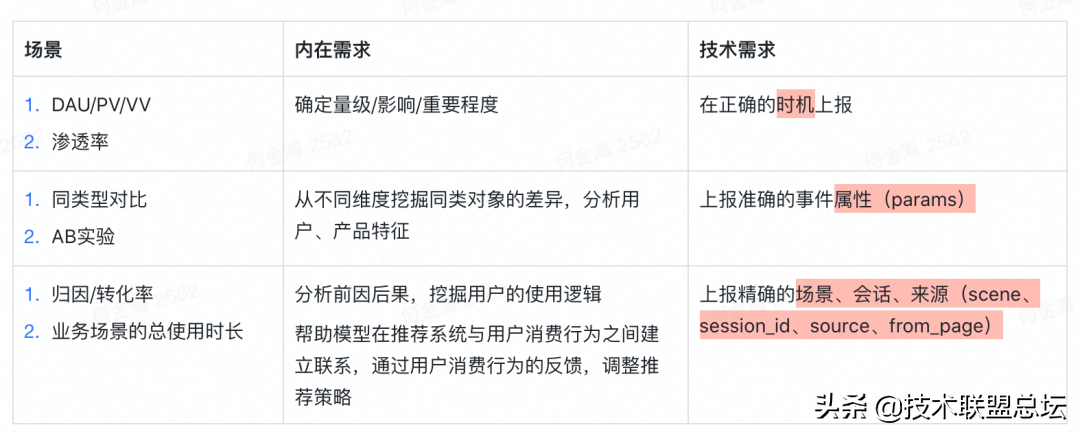 场景 内在需求 技术需求
1. DAU/PV/VV 确定量级/影响/重要程度 在正确的时机上报
2. 渗透率
1. 同类型对比 从不同维度挖掘同类对象的差异，分析用 上报准确的事件属性（params）
2. AB实验 户、产品特征
1. 归因/转化率 分析前因后果，挖掘用户的使用逻辑 上报精确的场景、会话、来源（scene、
2. 业务场景的总使用时长 帮助模型在推荐系统与用户消费行为之间建 session_id、source、from_page）
立联系，通过用户消费行为的反馈，调整推
荐策略
何金海 2562
何金海 2562
何金海 2562
头条 @技术联盟总坛